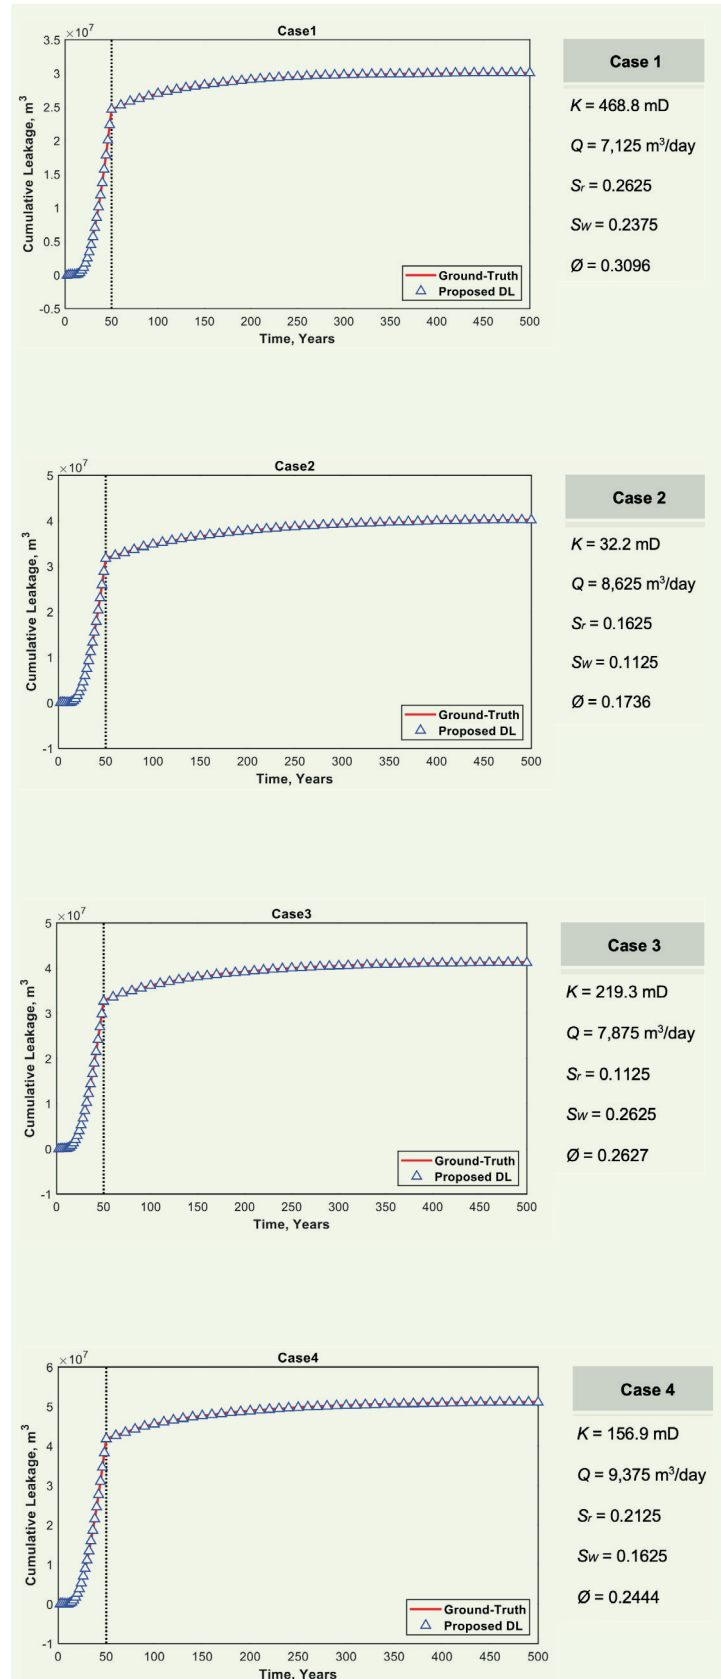 Case1
×10⁷
3.5
3
2.5
2
1.5
1
0.5
0
-0.5
Cumulative Leakage, m³
0 50 100 150 200 250 300 350 400 450 500
Time, Years
Ground-Truth
Proposed DL
Case 1
K = 468.8 mD
Q = 7,125 m³/day
Sr = 0.2625
Sw = 0.2375
Ø = 0.3096
Case2
×10⁷
5
4
3
2
1
0
-1
Cumulative Leakage, m³
0 50 100 150 200 250 300 350 400 450 500
Time, Years
Ground-Truth
Proposed DL
Case 2
K = 32.2 mD
Q = 8,625 m³/day
Sr = 0.1625
Sw = 0.1125
Ø = 0.1736
Case3
×10⁷
5
4
3
2
1
0
-1
Cumulative Leakage, m³
0 50 100 150 200 250 300 350 400 450 500
Time, Years
Ground-Truth
Proposed DL
Case 3
K = 219.3 mD
Q = 7,875 m³/day
Sr = 0.1125
Sw = 0.2625
Ø = 0.2627
Case4
×10⁷
6
5
4
3
2
1
0
-1
Cumulative Leakage, m³
0 50 100 150 200 250 300 350 400 450 500
Time, Years
Ground-Truth
Proposed DL
Case 4
K = 156.9 mD
Q = 9,375 m³/day
Sr = 0.2125
Sw = 0.1625
Ø = 0.2444